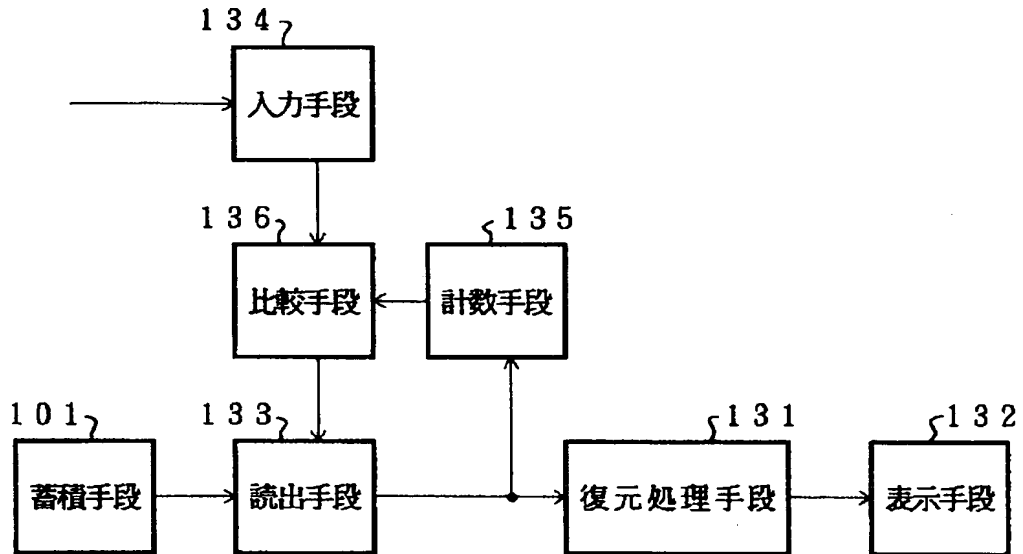 134
入力手段
136
135
比較手段
計数手段
101
133
131
132
蓄積手段
読出手段
復元処理手段
表示手段